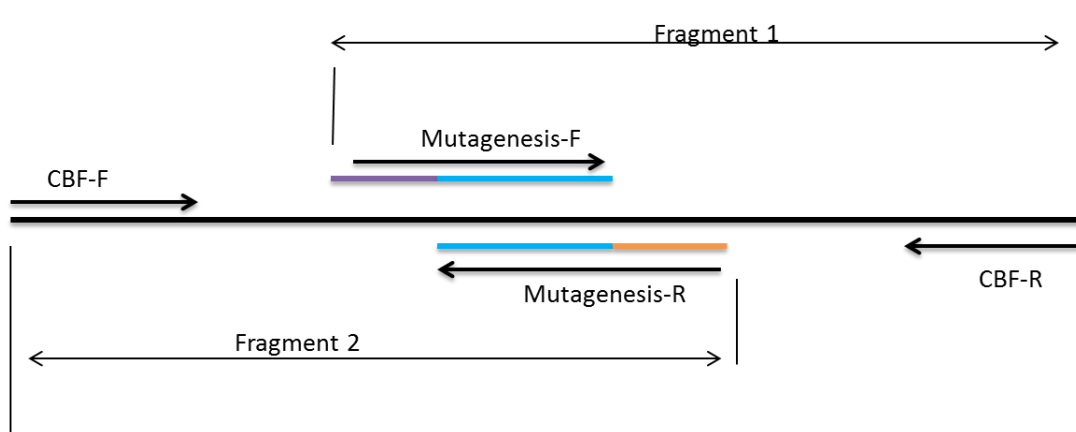 Fragment 1
Mutagenesis-F
CBF-F
CBF-R
Mutagenesis-R
Fragment 2